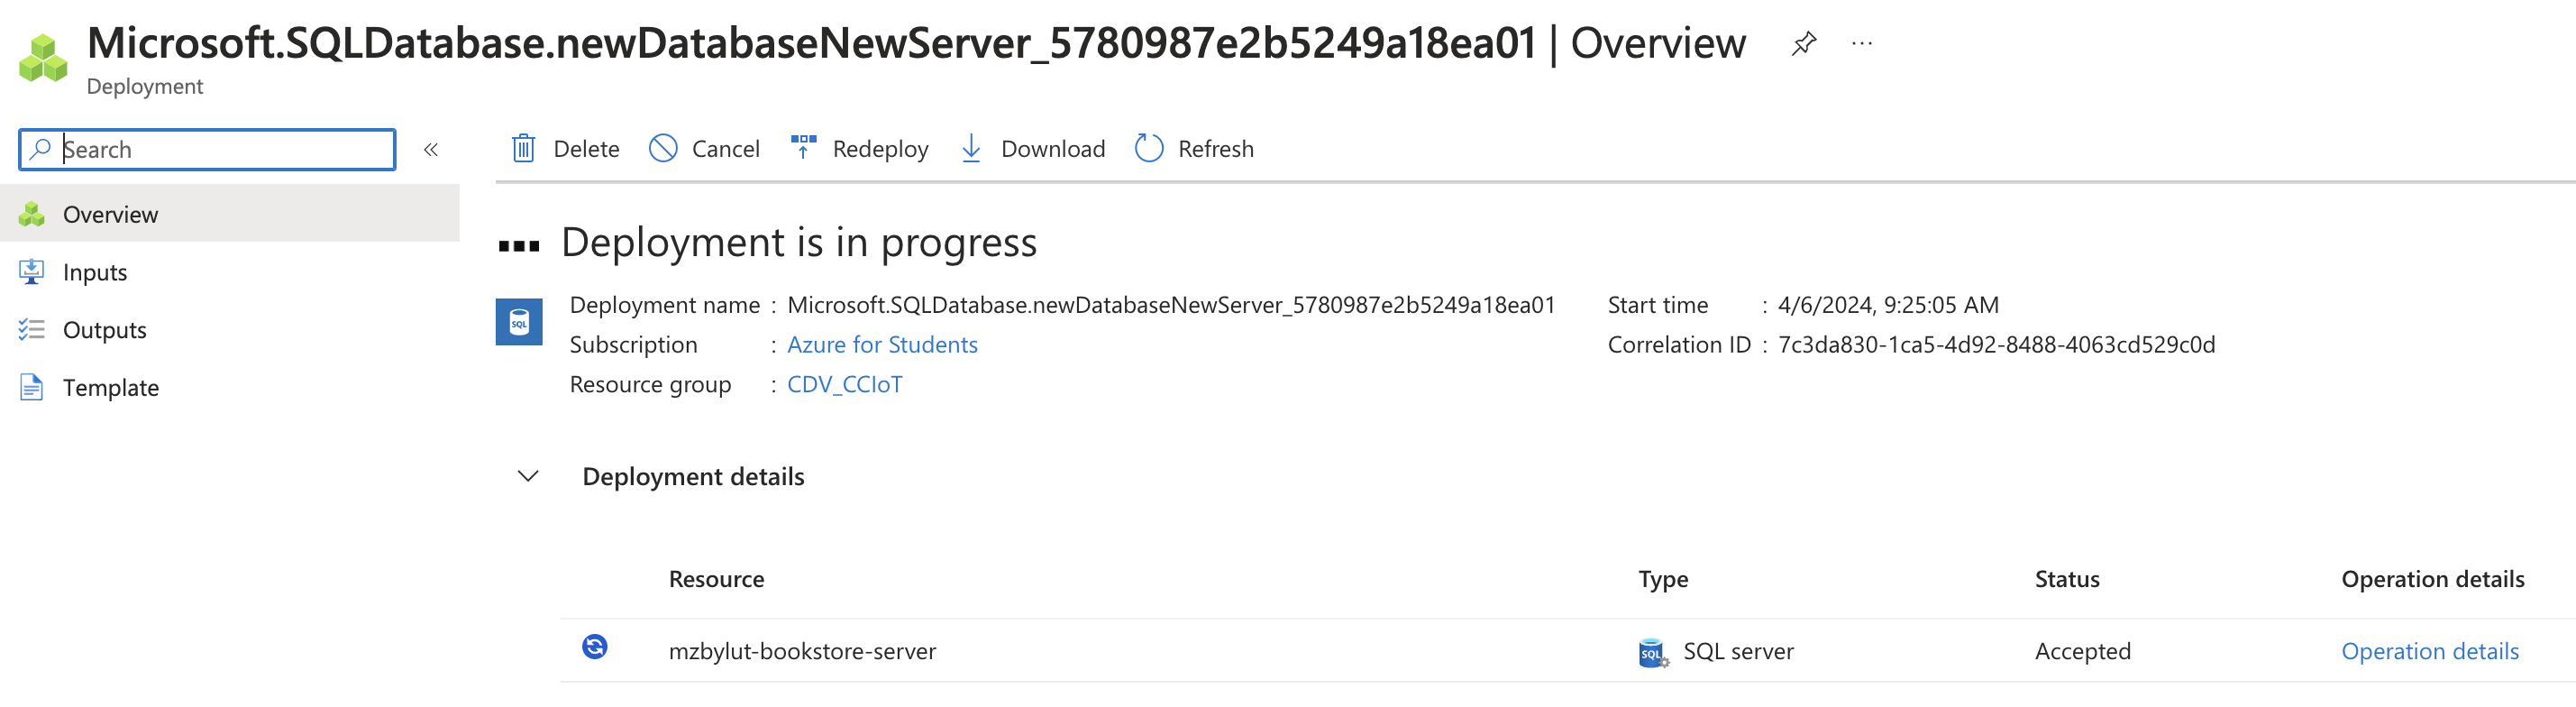 Microsoft.SQLDatabase.newDatabaseNewServer_5780987e2b5249a18ea01 | Overview
Deployment
Search
Delete Cancel Redeploy Download Refresh
Overview
Inputs
Outputs
Template
Deployment is in progress
Deployment name : Microsoft.SQLDatabase.newDatabaseNewServer_5780987e2b5249a18ea01 Start time : 4/6/2024, 9:25:05 AM
Subscription : Azure for Students Correlation ID : 7c3da830-1ca5-4d92-8488-4063cd529c0d
Resource group : CDV_CCIoT
Deployment details
Resource Type Status Operation details
mzbylut-bookstore-server SQL SQL server Accepted Operation details